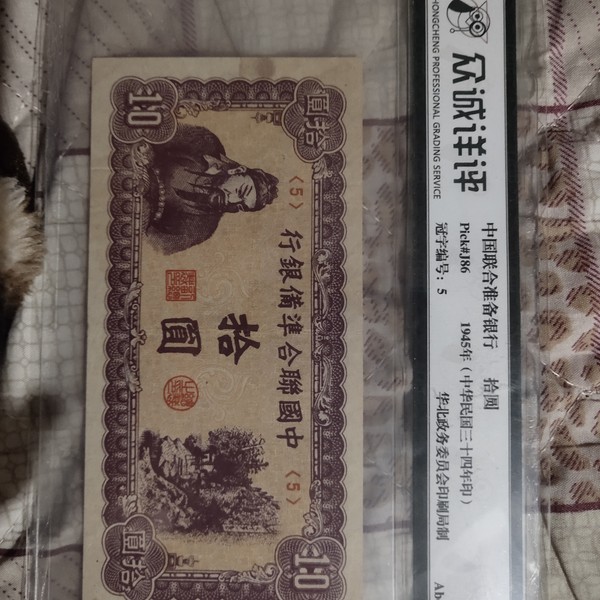 众诚详评
ZHONGCHENG PROFESSIONAL GRADING SERVICE
中国联合准备银行 拾圆
Pick#J86 1945年（中华民国三十四年印）
冠字编号：5 华北政务委员会印刷局制
10
拾圓
〈5〉
行銀備準合聯國中
〈5〉
拾
圓
10
拾圓